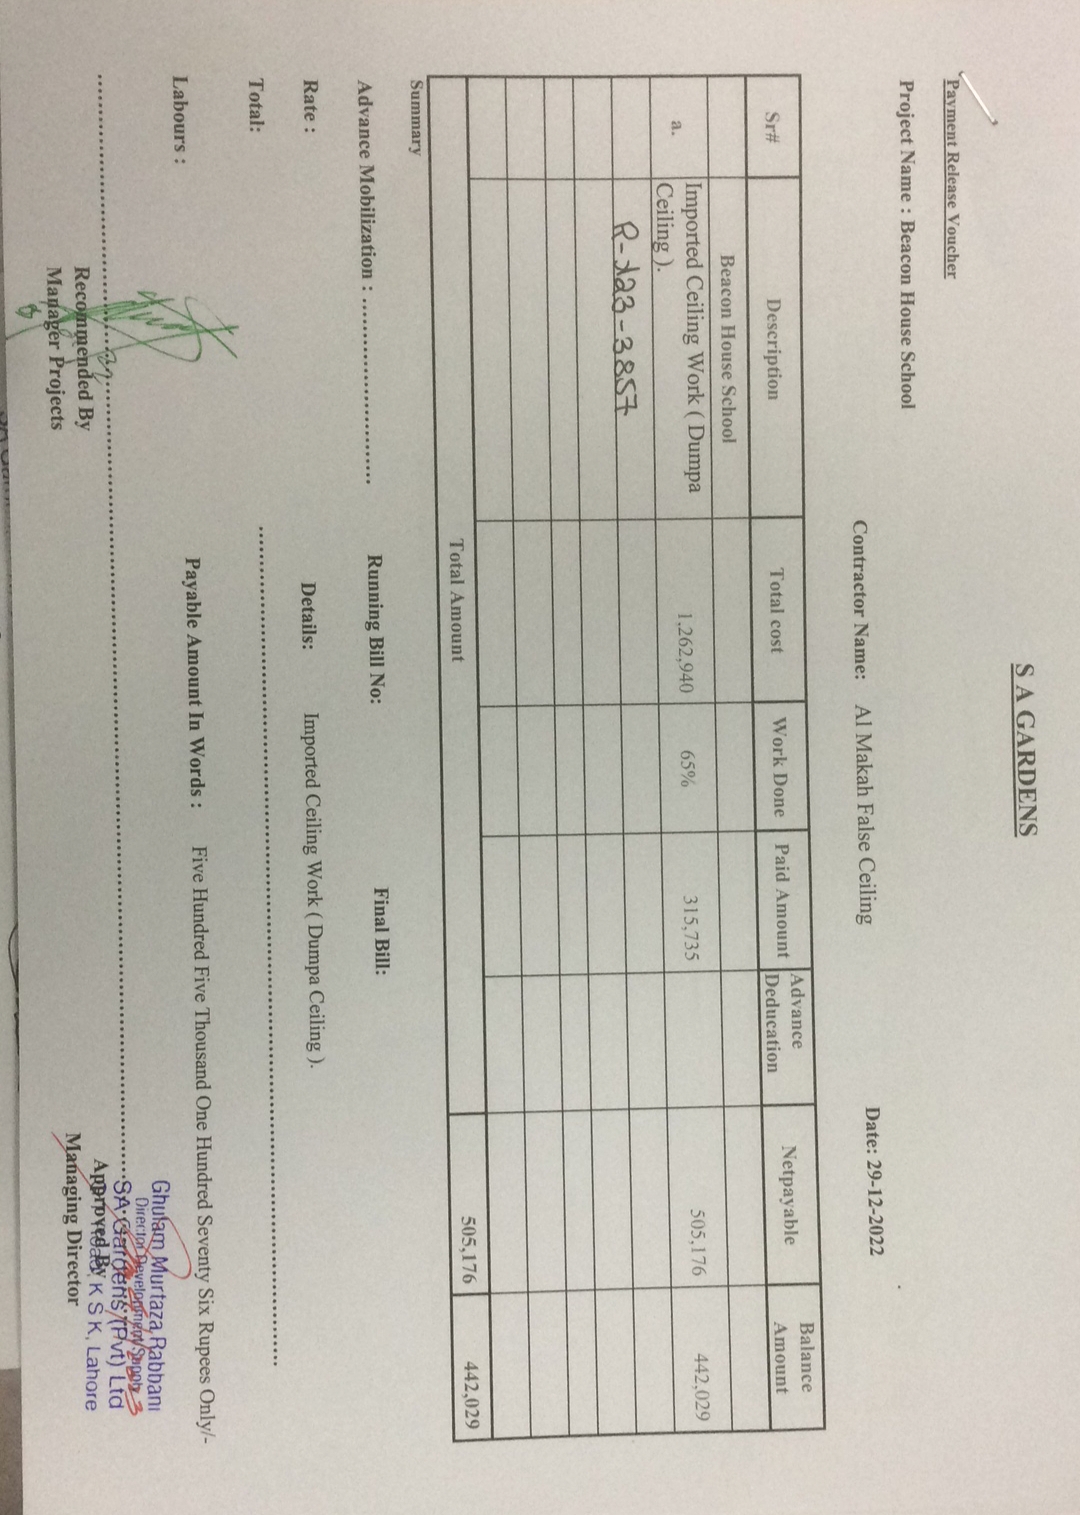 S A GARDENS
Payment Release Voucher
Project Name : Beacon House School
Contractor Name: Al Makah False Ceiling
Date: 29-12-2022
Sr# Description Total cost Work Done Paid Amount Advance Deducation Netpayable Balance Amount
Beacon House School
a. Imported Ceiling Work ( Dumpa Ceiling ). 1,262,940 65% 315,735 505,176 442,029
3857
Total Amount 505,176 442,029
Summary
Advance Mobilization : ........................... Running Bill No: Final Bill:
Rate : Details: Imported Ceiling Work ( Dumpa Ceiling ).
Total:
Labours : Payable Amount In Words : Five Hundred Five Thousand One Hundred Seventy Six Rupees Only/-
Recommended By
Manager Projects
Ghulam Murtaza Rabbani
Director Development/
SA Gardens (Pvt) Ltd
K S K, Lahore
Approved By
Managing Director